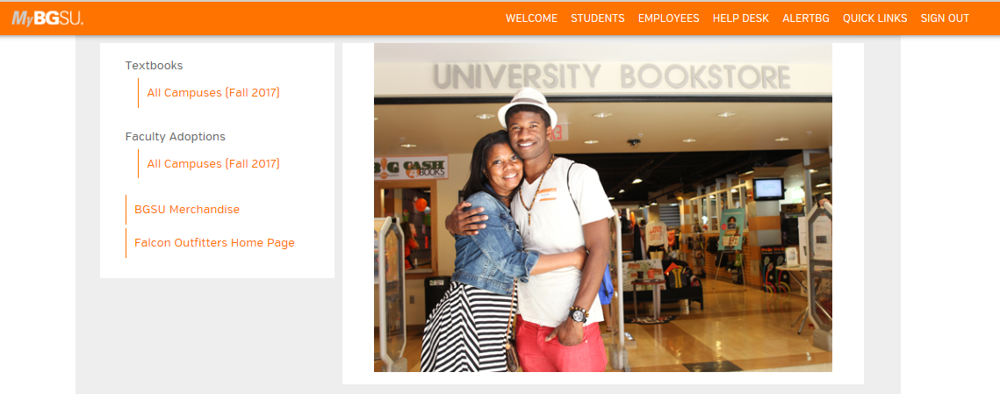 MyBGSU.
WELCOME STUDENTS EMPLOYEES HELP DESK ALERTBG QUICK LINKS SIGN OUT
Textbooks
All Campuses (Fall 2017)
Faculty Adoptions
All Campuses (Fall 2017)
BGSU Merchandise
Falcon Outfitters Home Page
UNIVERSITY BOOKSTORE
BIG CASH
BOOKS